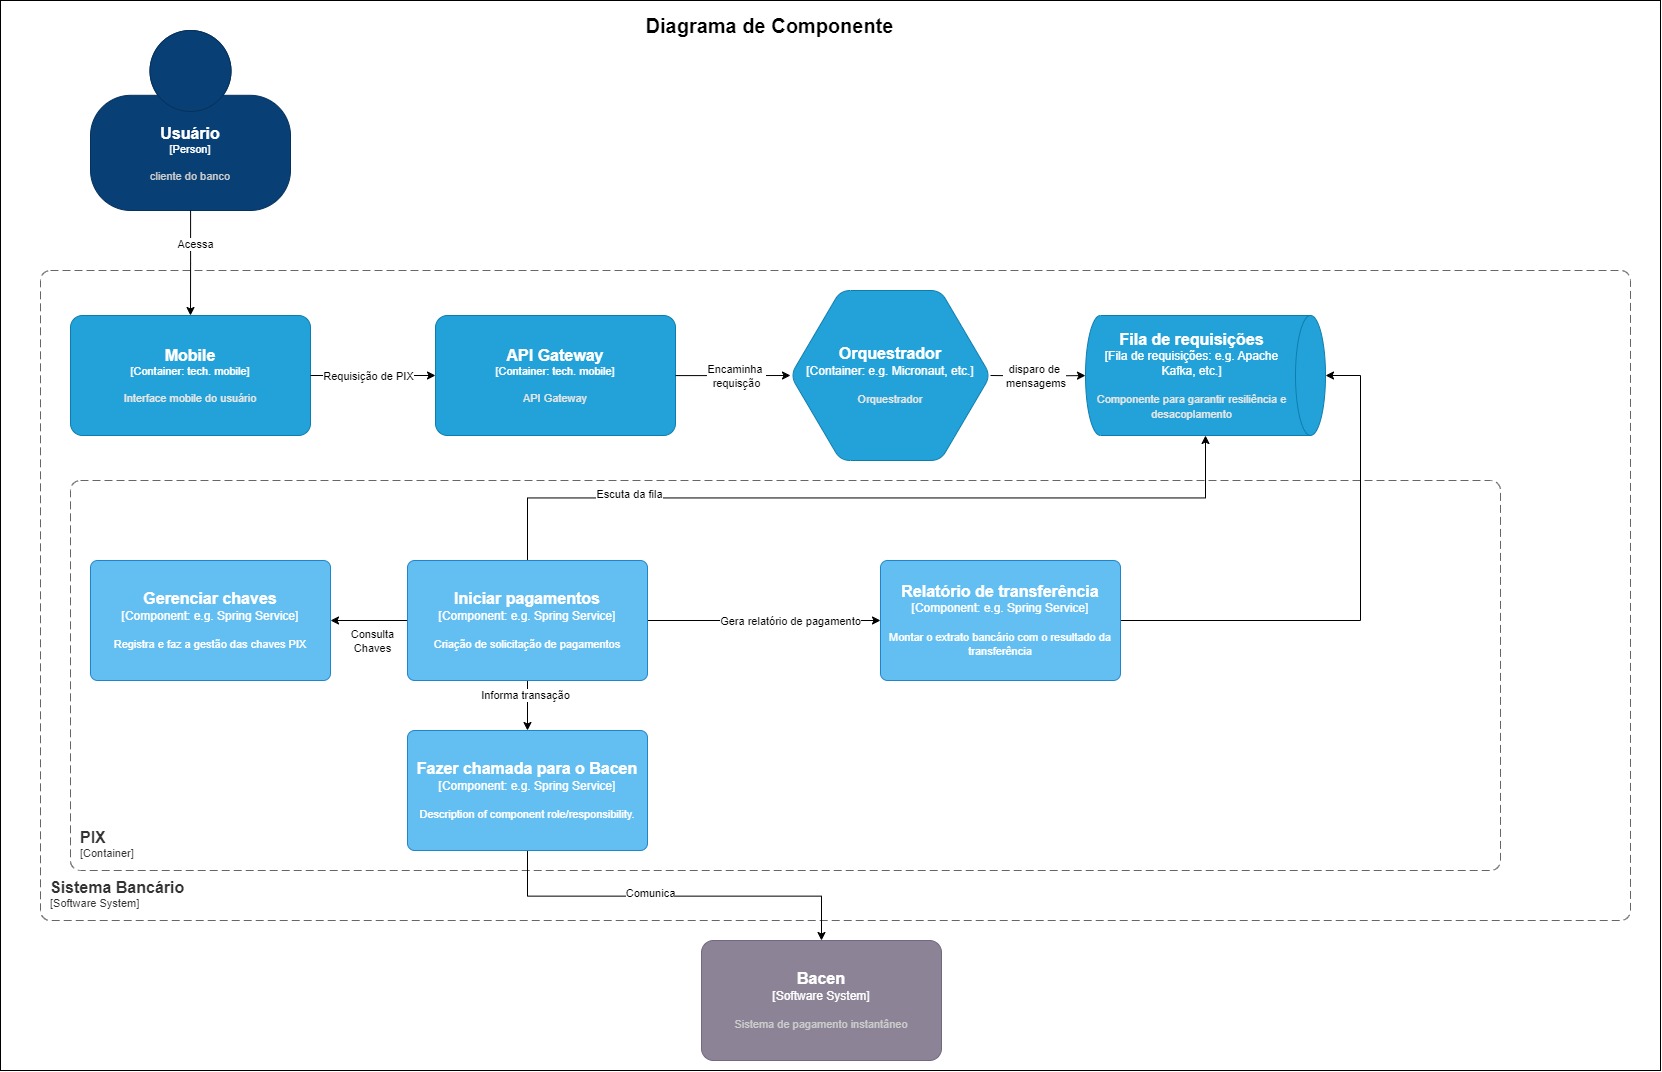 Diagrama de Componente
Usuário
[Person]
cliente do banco
Acessa
Mobile
[Container: tech. mobile]
Interface mobile do usuário
Requisição de PIX
API Gateway
[Container: tech. mobile]
API Gateway
Encaminha
requisição
Orquestrador
[Container: e.g. Micronaut, etc.]
Orquestrador
disparo de
mensagems
Fila de requisições
[Fila de requisições: e.g. Apache
Kafka, etc.]
Componente para garantir resiliência e
desacoplamento
Escuta da fila
Gerenciar chaves
[Component: e.g. Spring Service]
Registra e faz a gestão das chaves PIX
Consulta
Chaves
Iniciar pagamentos
[Component: e.g. Spring Service]
Criação de solicitação de pagamentos
Gera relatório de pagamento
Relatório de transferência
[Component: e.g. Spring Service]
Montar o extrato bancário com o resultado da
transferência
Informa transação
Fazer chamada para o Bacen
[Component: e.g. Spring Service]
Description of component role/responsibility.
PIX
[Container]
Sistema Bancário
[Software System]
Comunica
Bacen
[Software System]
Sistema de pagamento instantâneo